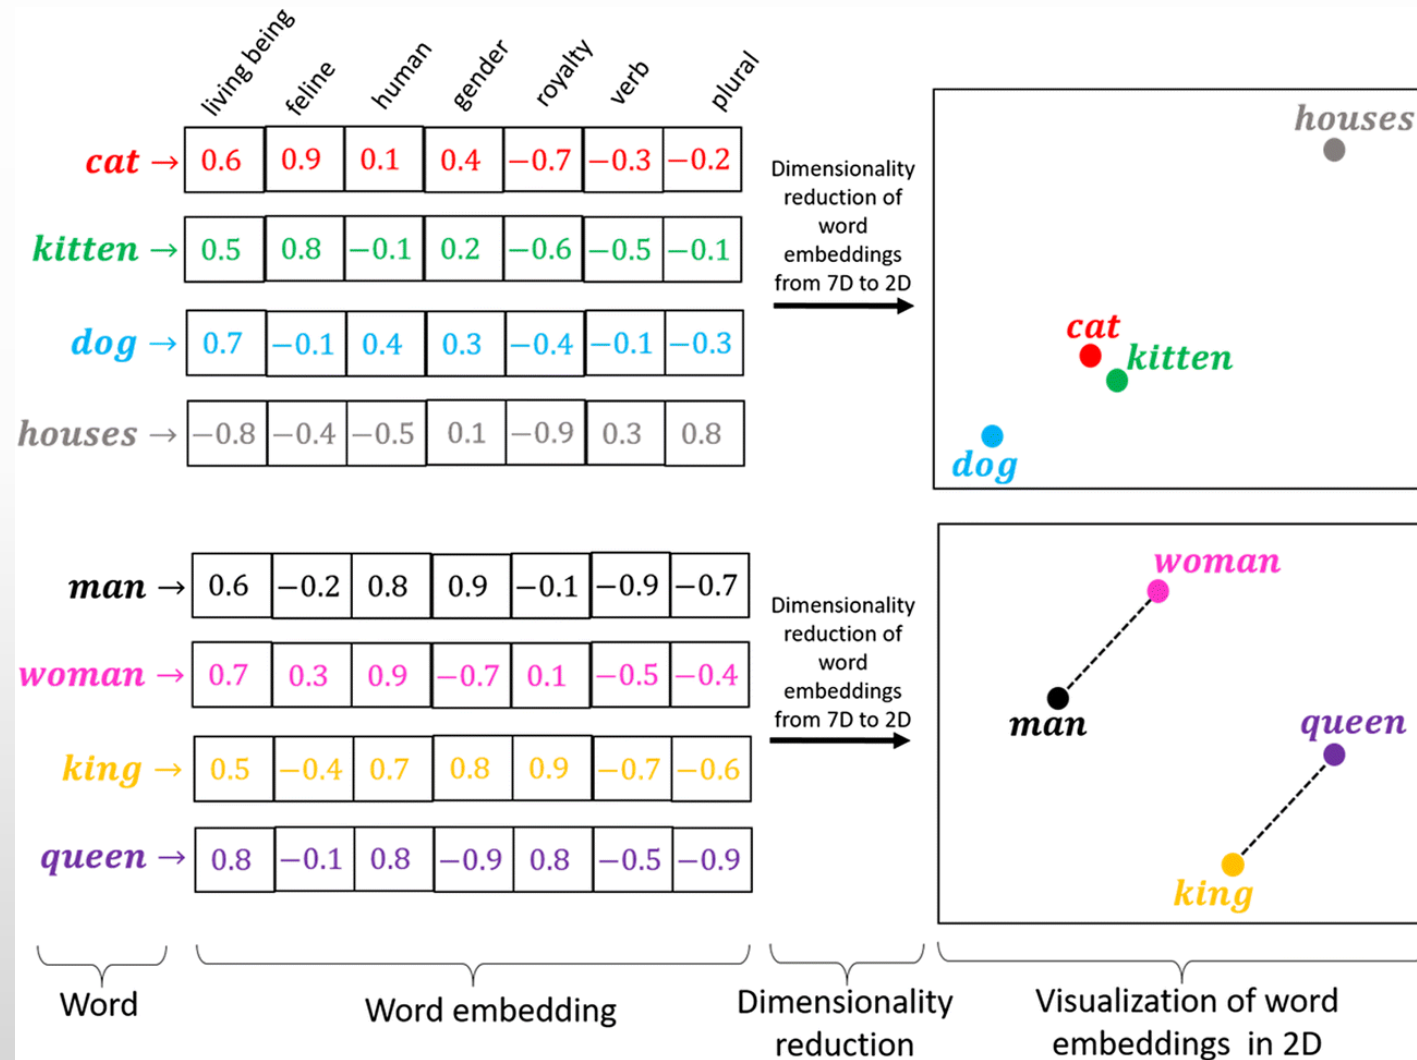 living being feline human gender royalty verb plural
cat → 0.6 0.9 0.1 0.4 −0.7 −0.3 −0.2
kitten → 0.5 0.8 −0.1 0.2 −0.6 −0.5 −0.1
dog → 0.7 −0.1 0.4 0.3 −0.4 −0.1 −0.3
houses → −0.8 −0.4 −0.5 0.1 −0.9 0.3 0.8
Dimensionality
reduction of
word
embeddings
from 7D to 2D
houses
cat
kitten
dog
man → 0.6 −0.2 0.8 0.9 −0.1 −0.9 −0.7
woman → 0.7 0.3 0.9 −0.7 0.1 −0.5 −0.4
king → 0.5 −0.4 0.7 0.8 0.9 −0.7 −0.6
queen → 0.8 −0.1 0.8 −0.9 0.8 −0.5 −0.9
Dimensionality
reduction of
word
embeddings
from 7D to 2D
woman
man
queen
king
Word
Word embedding
Dimensionality
reduction
Visualization of word
embeddings in 2D